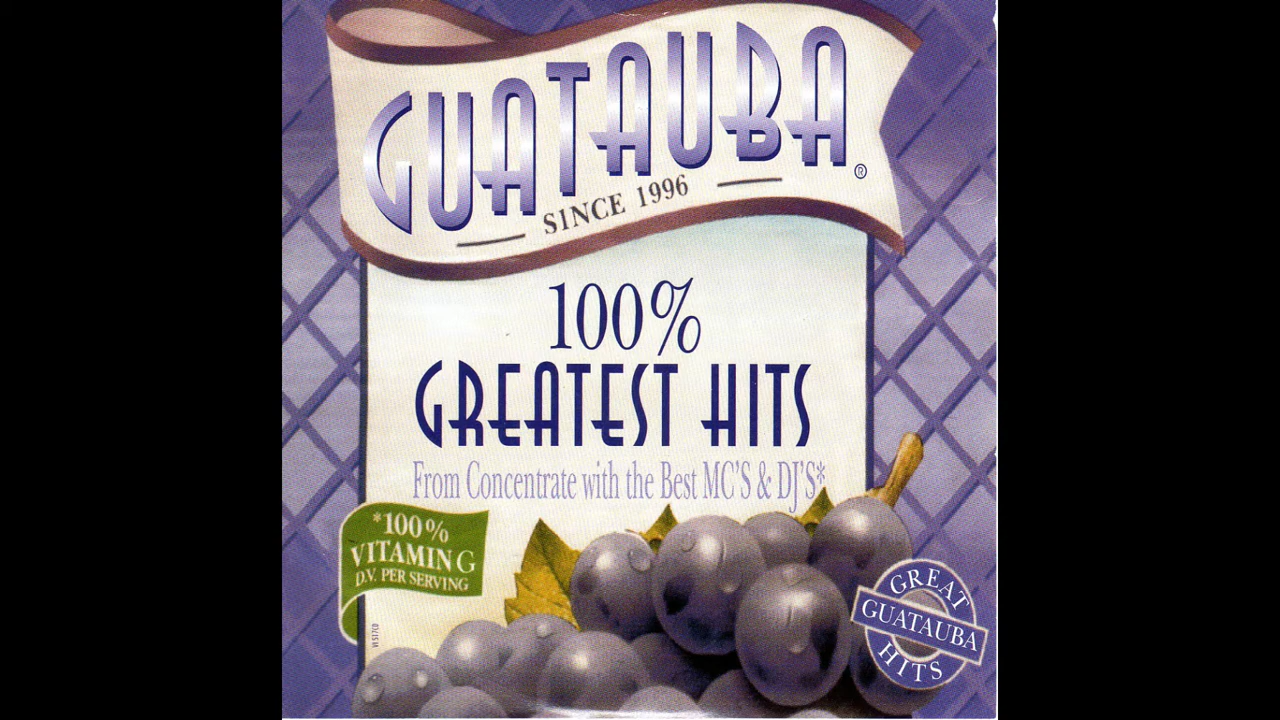 GUATAUBA®
SINCE 1996
100%
GREATEST HITS
From Concentrate with the Best MC'S & DJ'S*
*100%
VITAMIN G
D.V. PER SERVING
GREAT
GUATAUBA
HITS